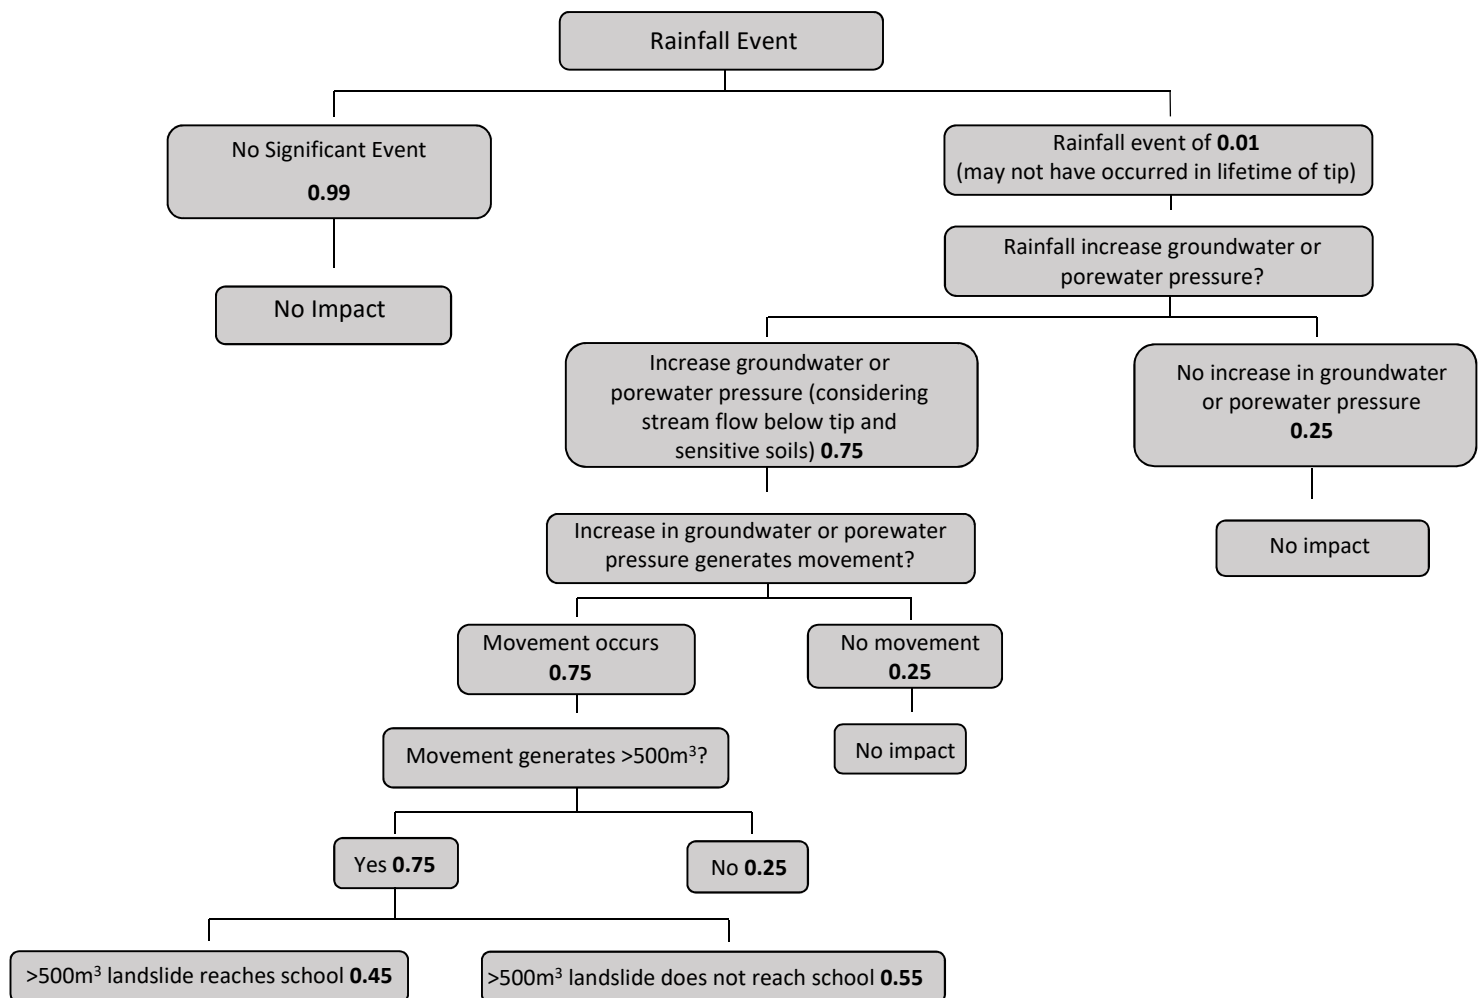 Rainfall Event
No Significant Event
0.99
No Impact
Rainfall event of 0.01
(may not have occurred in lifetime of tip)
Rainfall increase groundwater or
porewater pressure?
Increase groundwater or
porewater pressure (considering
stream flow below tip and
sensitive soils) 0.75
No increase in groundwater
or porewater pressure
0.25
No impact
Increase in groundwater or porewater
pressure generates movement?
Movement occurs
0.75
No movement
0.25
No impact
Movement generates >500m³?
Yes 0.75
No 0.25
>500m³ landslide reaches school 0.45
>500m³ landslide does not reach school 0.55